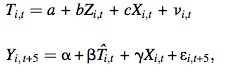 T_{i,t} = a + bZ_{i,t} + cX_{i,t} + ν_{i,t}
Y_{i,t+5} = α + βT̂_{i,t} + γX_{i,t} + ε_{i,t+5},